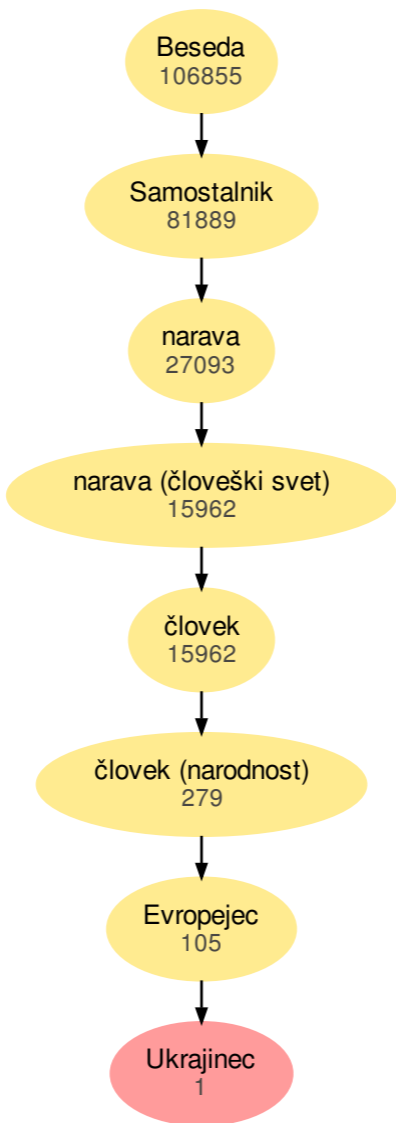 Beseda
106855
Samostalnik
81889
narava
27093
narava (človeški svet)
15962
človek
15962
človek (narodnost)
279
Evropejec
105
Ukrajinec
1